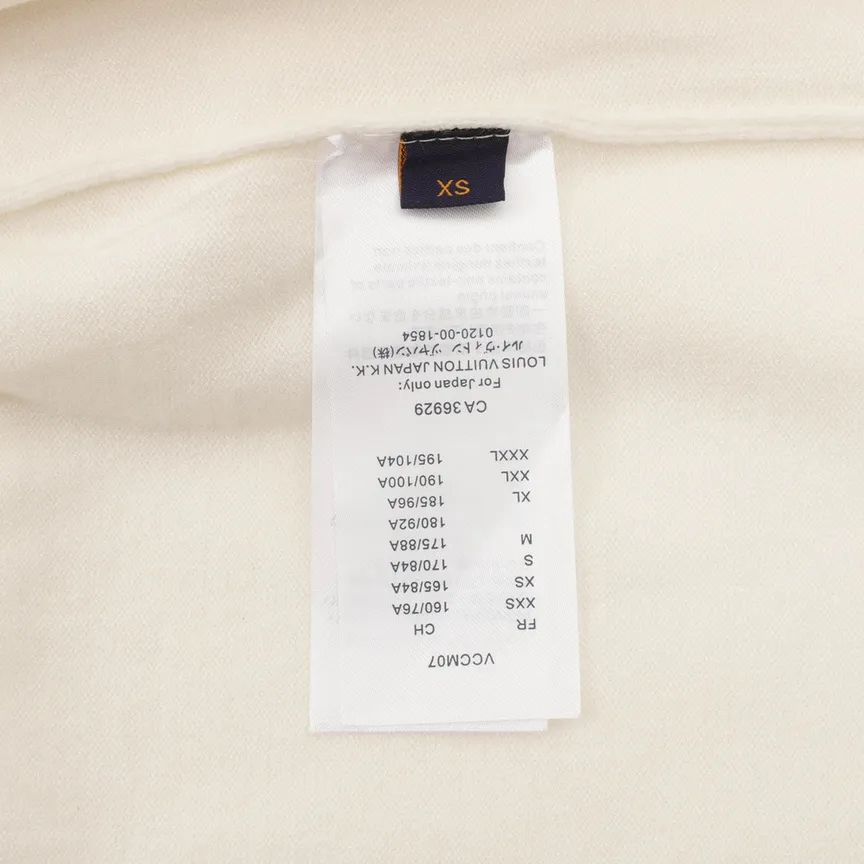 XS
VCCM07
FR CH
XXS 160/76A
XS 165/84A
S 170/84A
M 175/88A
180/92A
XL 185/96A
XXL 190/100A
XXXL 195/104A
CA 36929
For Japan only:
LOUIS VUITTON JAPAN K.K.
ルイ・ヴィトン ジャパン(株)
0120-00-1854